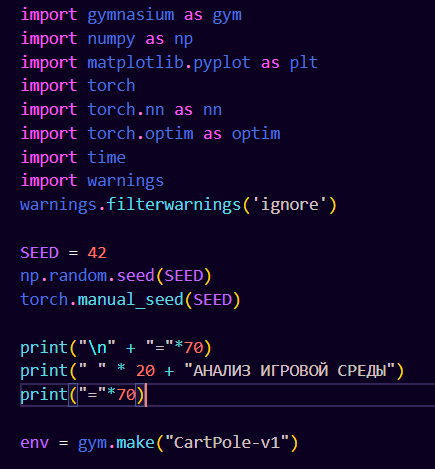 import gymnasium as gym
import numpy as np
import matplotlib.pyplot as plt
import torch
import torch.nn as nn
import torch.optim as optim
import time
import warnings
warnings.filterwarnings('ignore')
SEED = 42
np.random.seed(SEED)
torch.manual_seed(SEED)
print("\n" + "="*70)
print(" " * 20 + "АНАЛИЗ ИГРОВОЙ СРЕДЫ")
print("="*70)
env = gym.make("CartPole-v1")